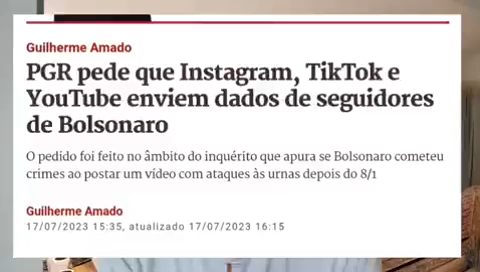 Guilherme Amado
PGR pede que Instagram, TikTok e
YouTube enviem dados de seguidores
de Bolsonaro
O pedido foi feito no âmbito do inquérito que apura se Bolsonaro cometeu
crimes ao postar um vídeo com ataques às urnas depois do 8/1
Guilherme Amado
17/07/2023 15:35, atualizado 17/07/2023 16:15